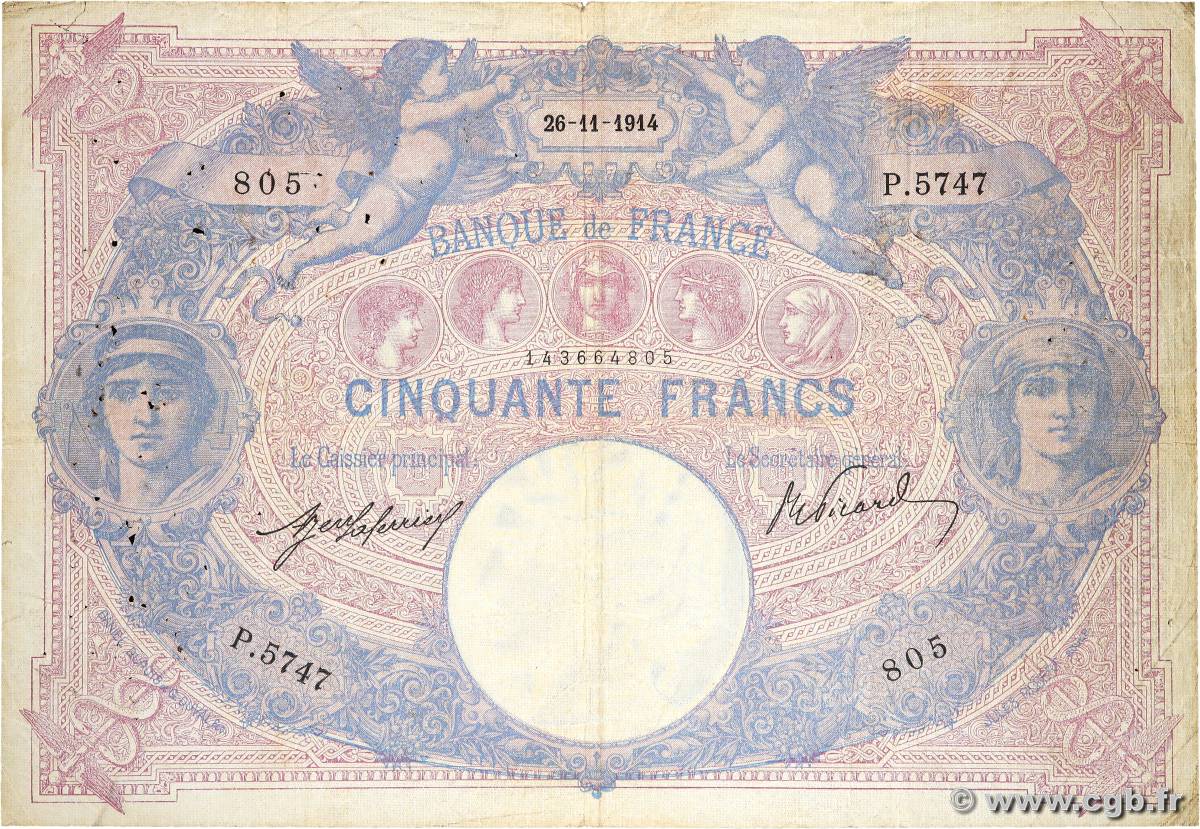 26-11-1914
805
P.5747
BANQUE de FRANCE
143664805
CINQUANTE FRANCS
Le Caissier principal,
Le Secrétaire général,
P.5747
805
© www.cgb.fr